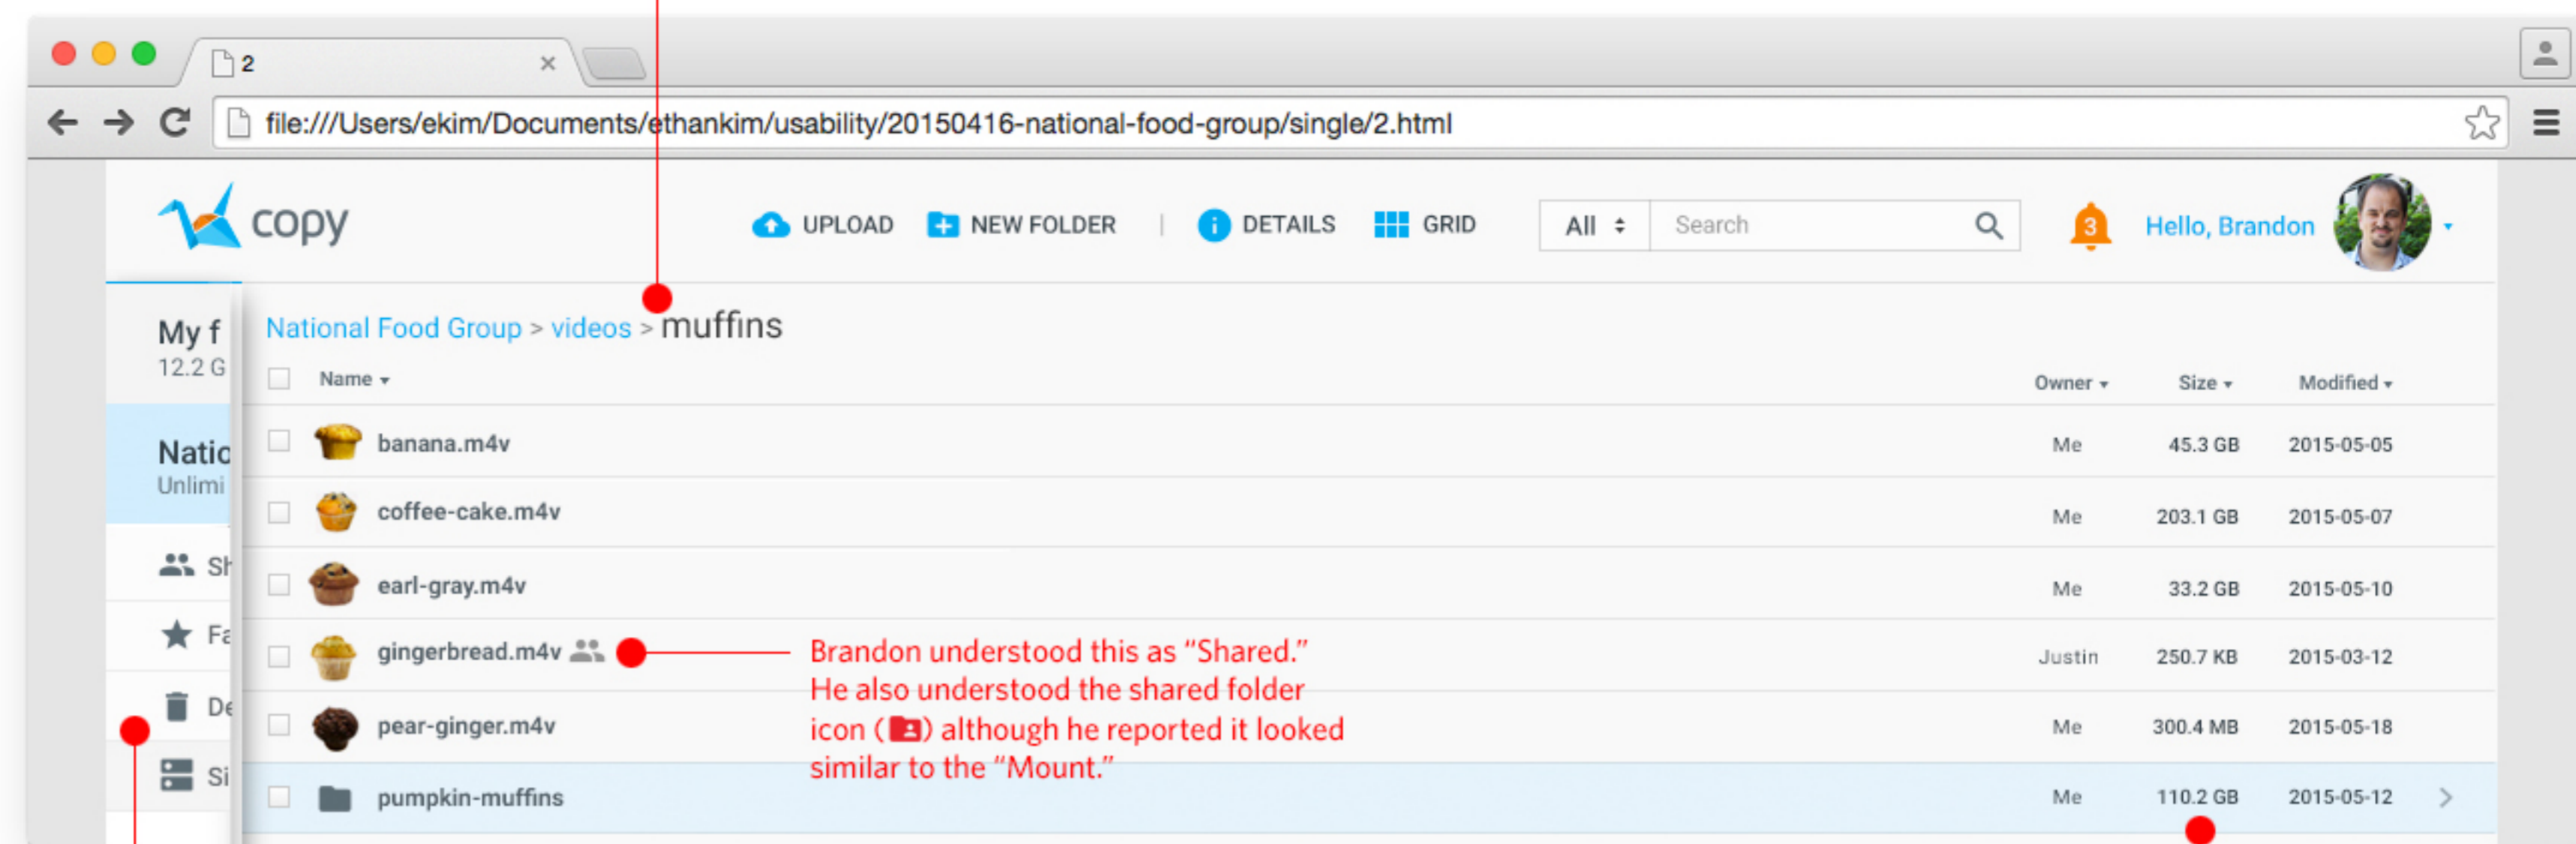 2
file:///Users/ekim/Documents/ethankim/usability/20150416-national-food-group/single/2.html
copy
UPLOAD NEW FOLDER | DETAILS GRID All Search 3 Hello, Brandon
My f
12.2 G
Natio
Unlimi
Sh
Fa
De
Si
National Food Group > videos > muffins
Name Owner Size Modified
banana.m4v Me 45.3 GB 2015-05-05
coffee-cake.m4v Me 203.1 GB 2015-05-07
earl-gray.m4v Me 33.2 GB 2015-05-10
gingerbread.m4v Justin 250.7 KB 2015-03-12
pear-ginger.m4v Me 300.4 MB 2015-05-18
pumpkin-muffins Me 110.2 GB 2015-05-12
Brandon understood this as “Shared.”
He also understood the shared folder
icon ( ) although he reported it looked
similar to the “Mount.”